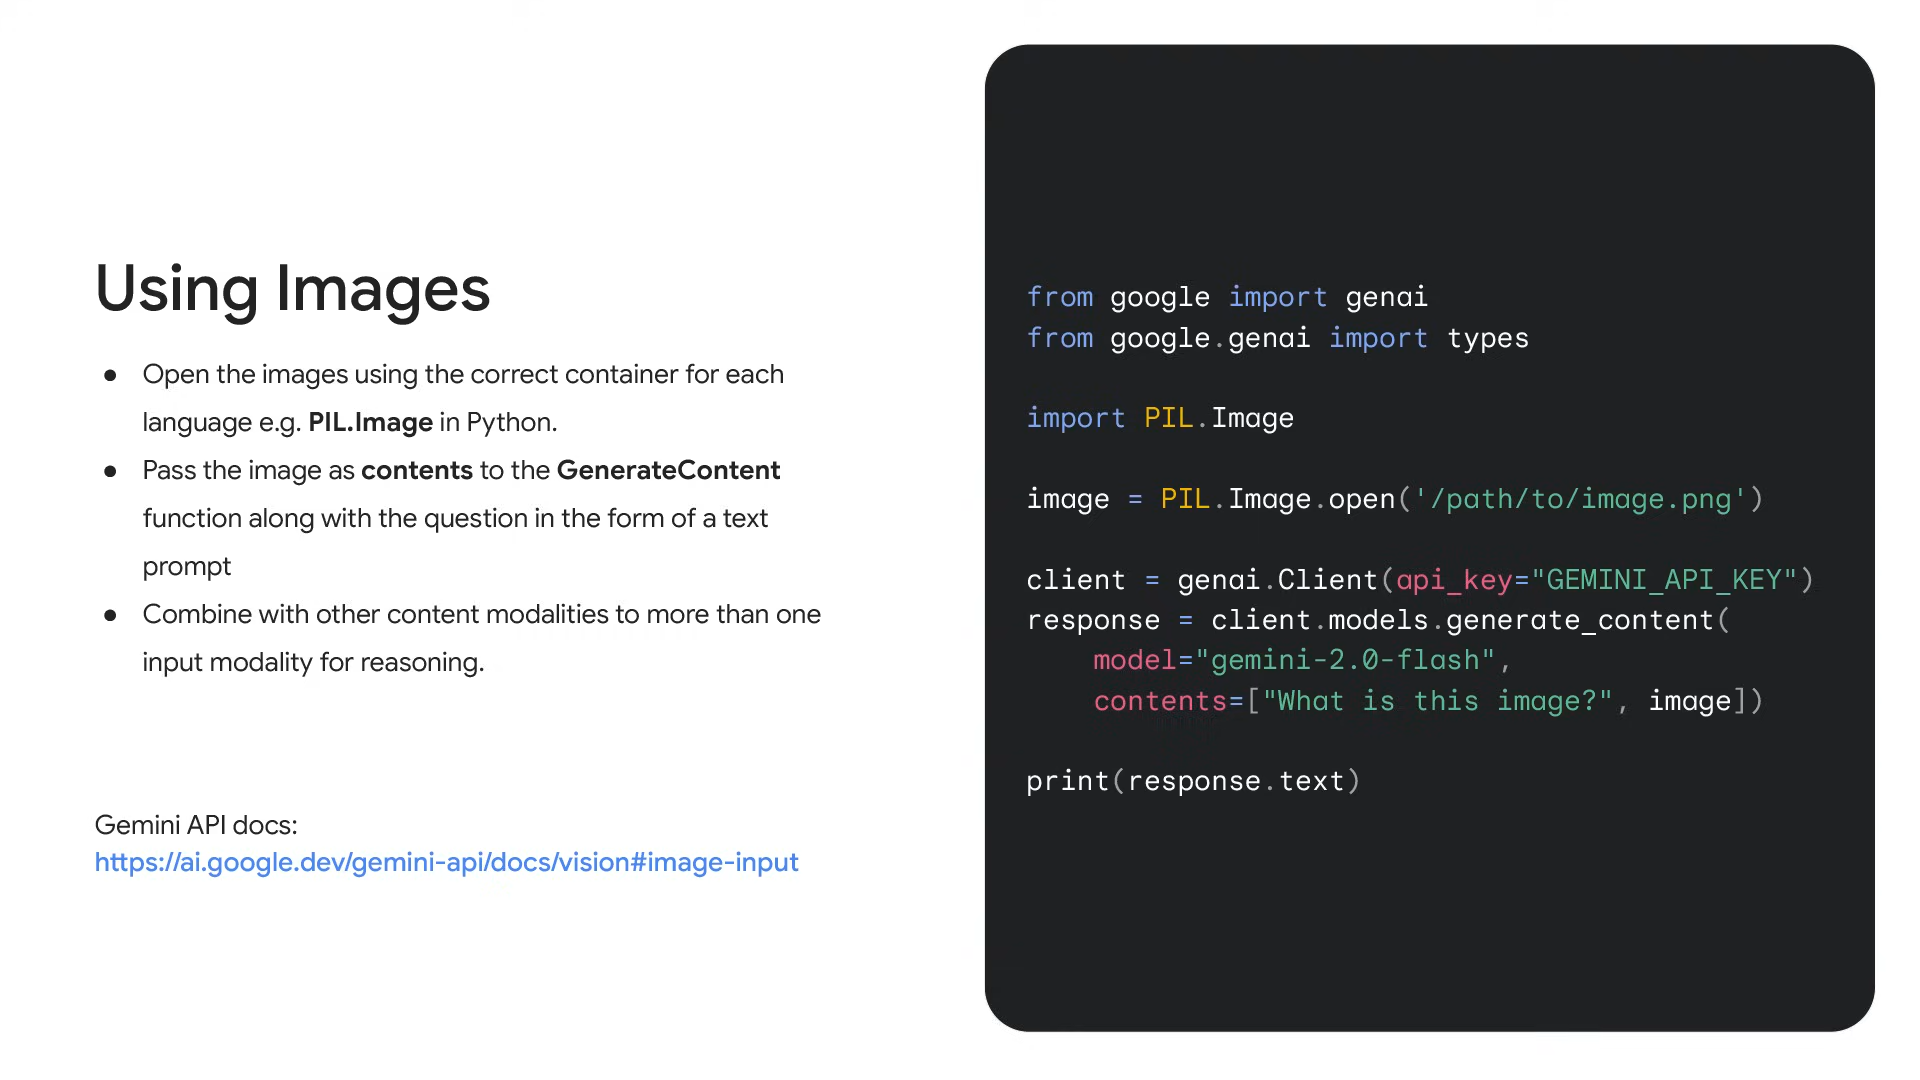 Using Images
● Open the images using the correct container for each
language e.g. PIL.Image in Python.
● Pass the image as contents to the GenerateContent
function along with the question in the form of a text
prompt
● Combine with other content modalities to more than one
input modality for reasoning.
Gemini API docs:
https://ai.google.dev/gemini-api/docs/vision#image-input
from google import genai
from google.genai import types
import PIL.Image
image = PIL.Image.open('/path/to/image.png')
client = genai.Client(api_key="GEMINI_API_KEY")
response = client.models.generate_content(
    model="gemini-2.0-flash",
    contents=["What is this image?", image])
print(response.text)